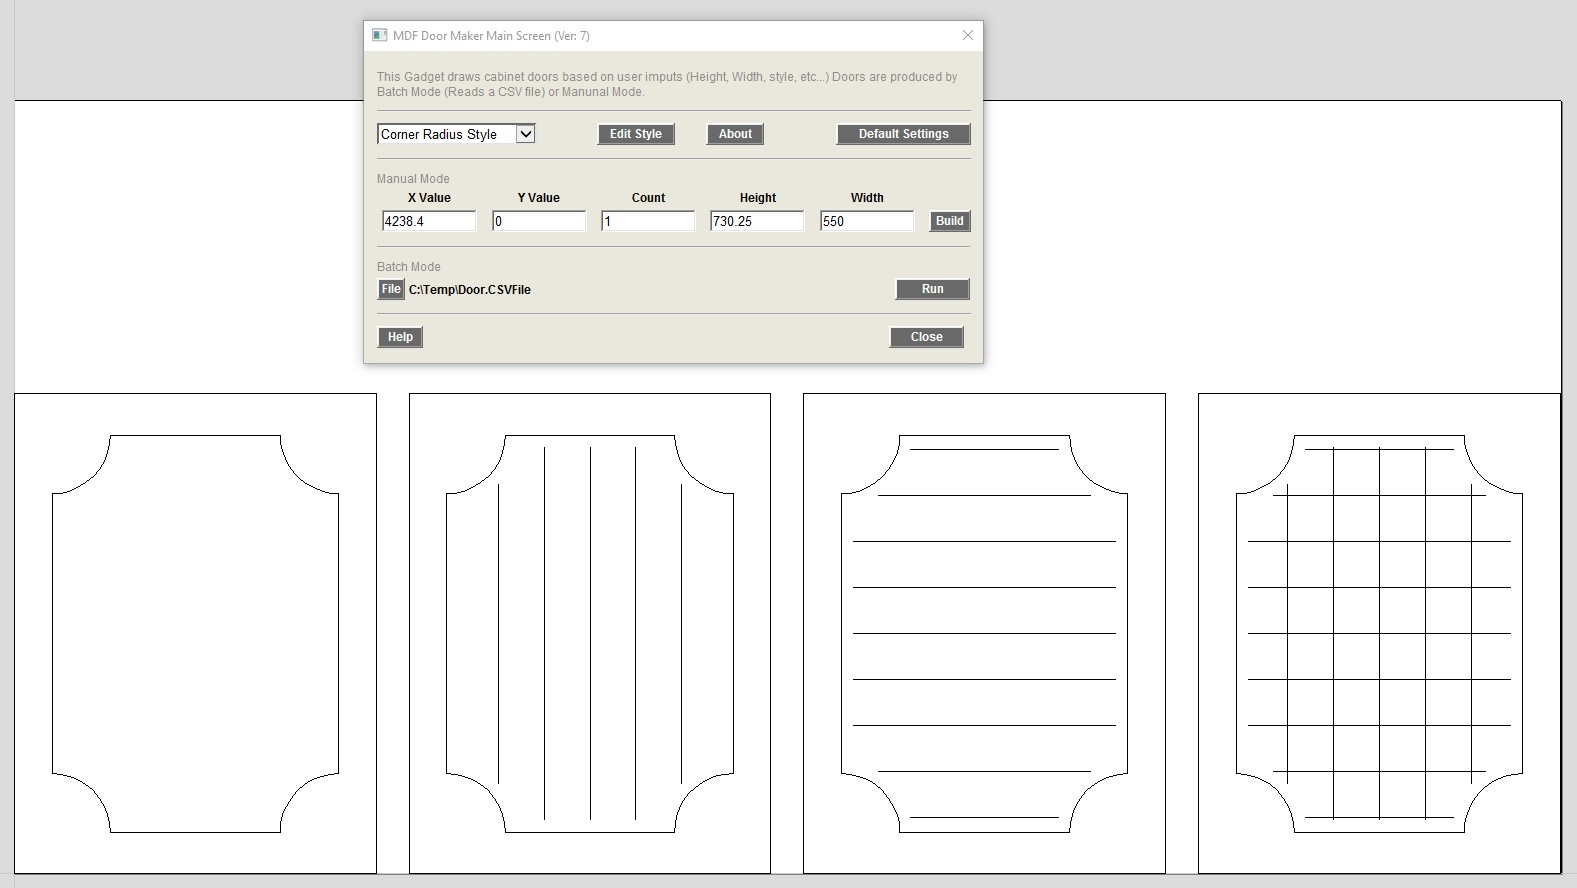 MDF Door Maker Main Screen (Ver: 7)
This Gadget draws cabinet doors based on user imputs (Height, Width, style, etc...) Doors are produced by
Batch Mode (Reads a CSV file) or Manunal Mode.
Corner Radius Style Edit Style About Default Settings
Manual Mode
X Value Y Value Count Height Width
4238.4 0 1 730.25 550 Build
Batch Mode
File C:\Temp\Door.CSVFile Run
Help Close